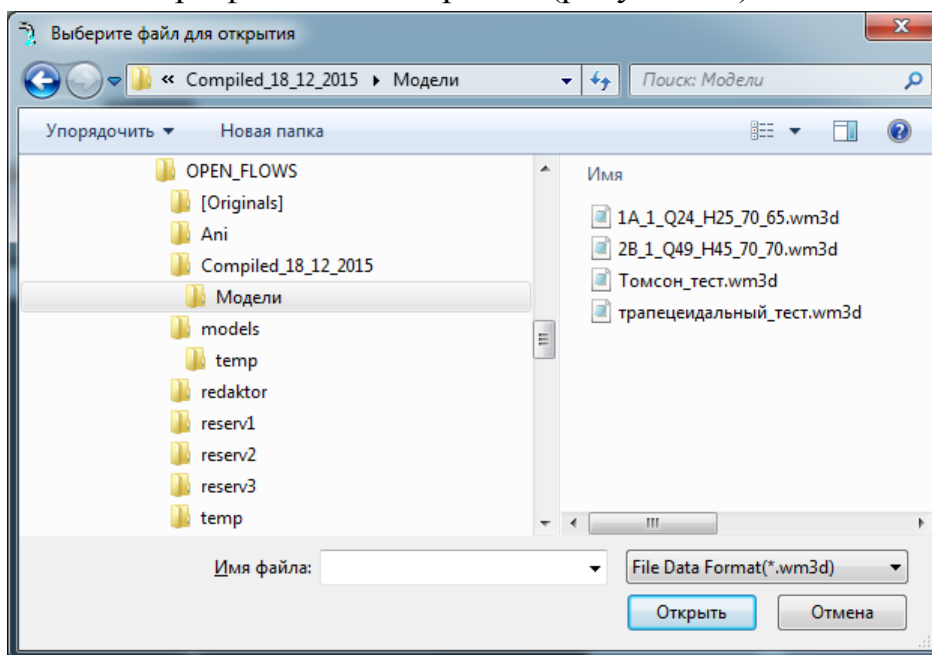 Выберите файл для открытия
« Compiled_18_12_2015 ▸ Модели
Поиск: Модели
Упорядочить
Новая папка
OPEN_FLOWS
[Originals]
Ani
Compiled_18_12_2015
Модели
models
temp
redaktor
reserv1
reserv2
reserv3
temp
Имя
1A_1_Q24_H25_70_65.wm3d
2B_1_Q49_H45_70_70.wm3d
Томсон_тест.wm3d
трапецеидальный_тест.wm3d
Имя файла:
File Data Format(*.wm3d)
Открыть
Отмена